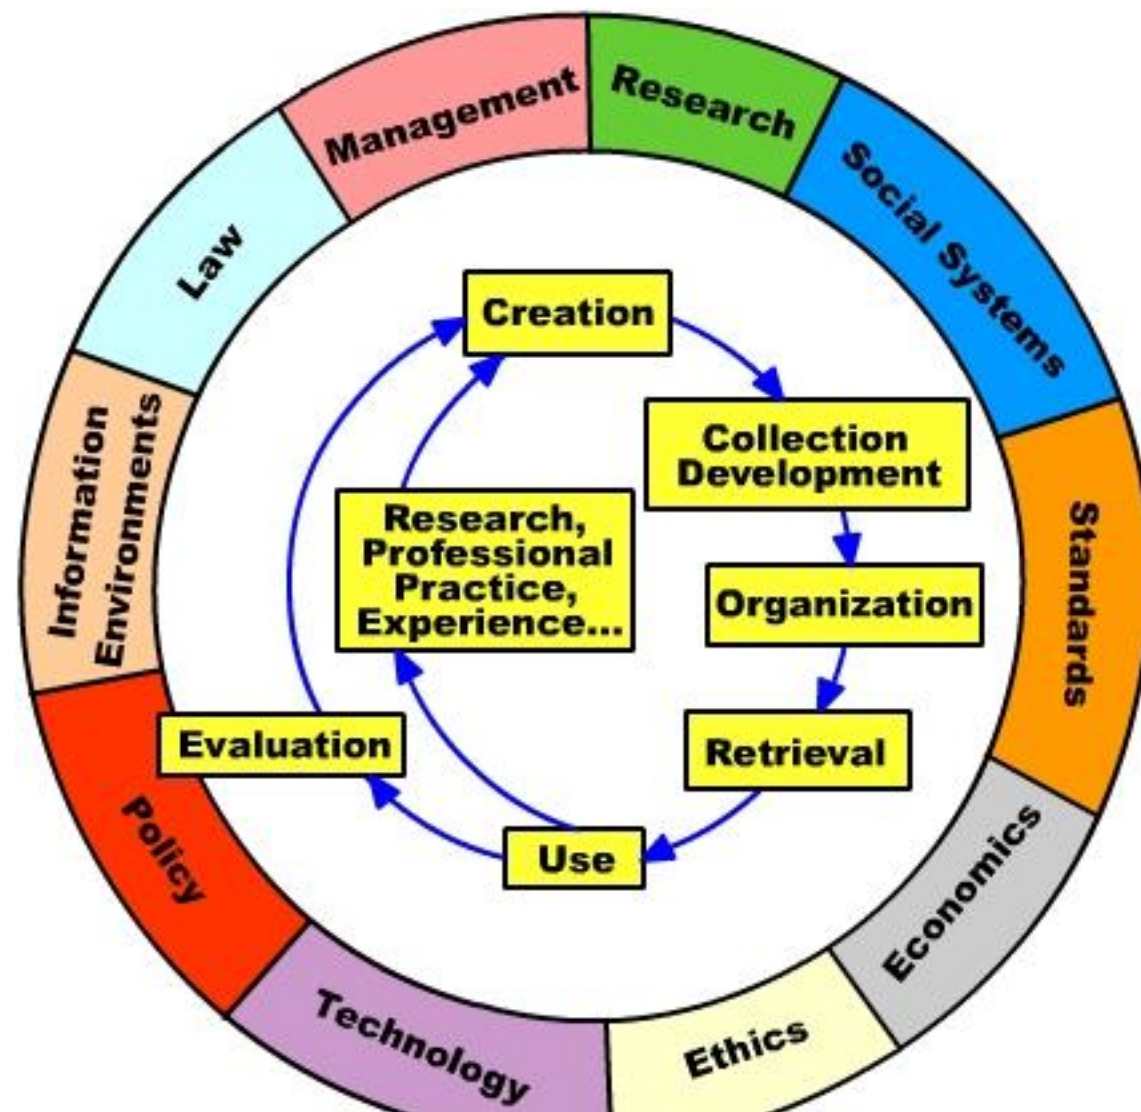 Management
Research
Social Systems
Standards
Economics
Ethics
Technology
Policy
Information
Environments
Law
Creation
Collection
Development
Organization
Retrieval
Use
Evaluation
Research,
Professional
Practice,
Experience...